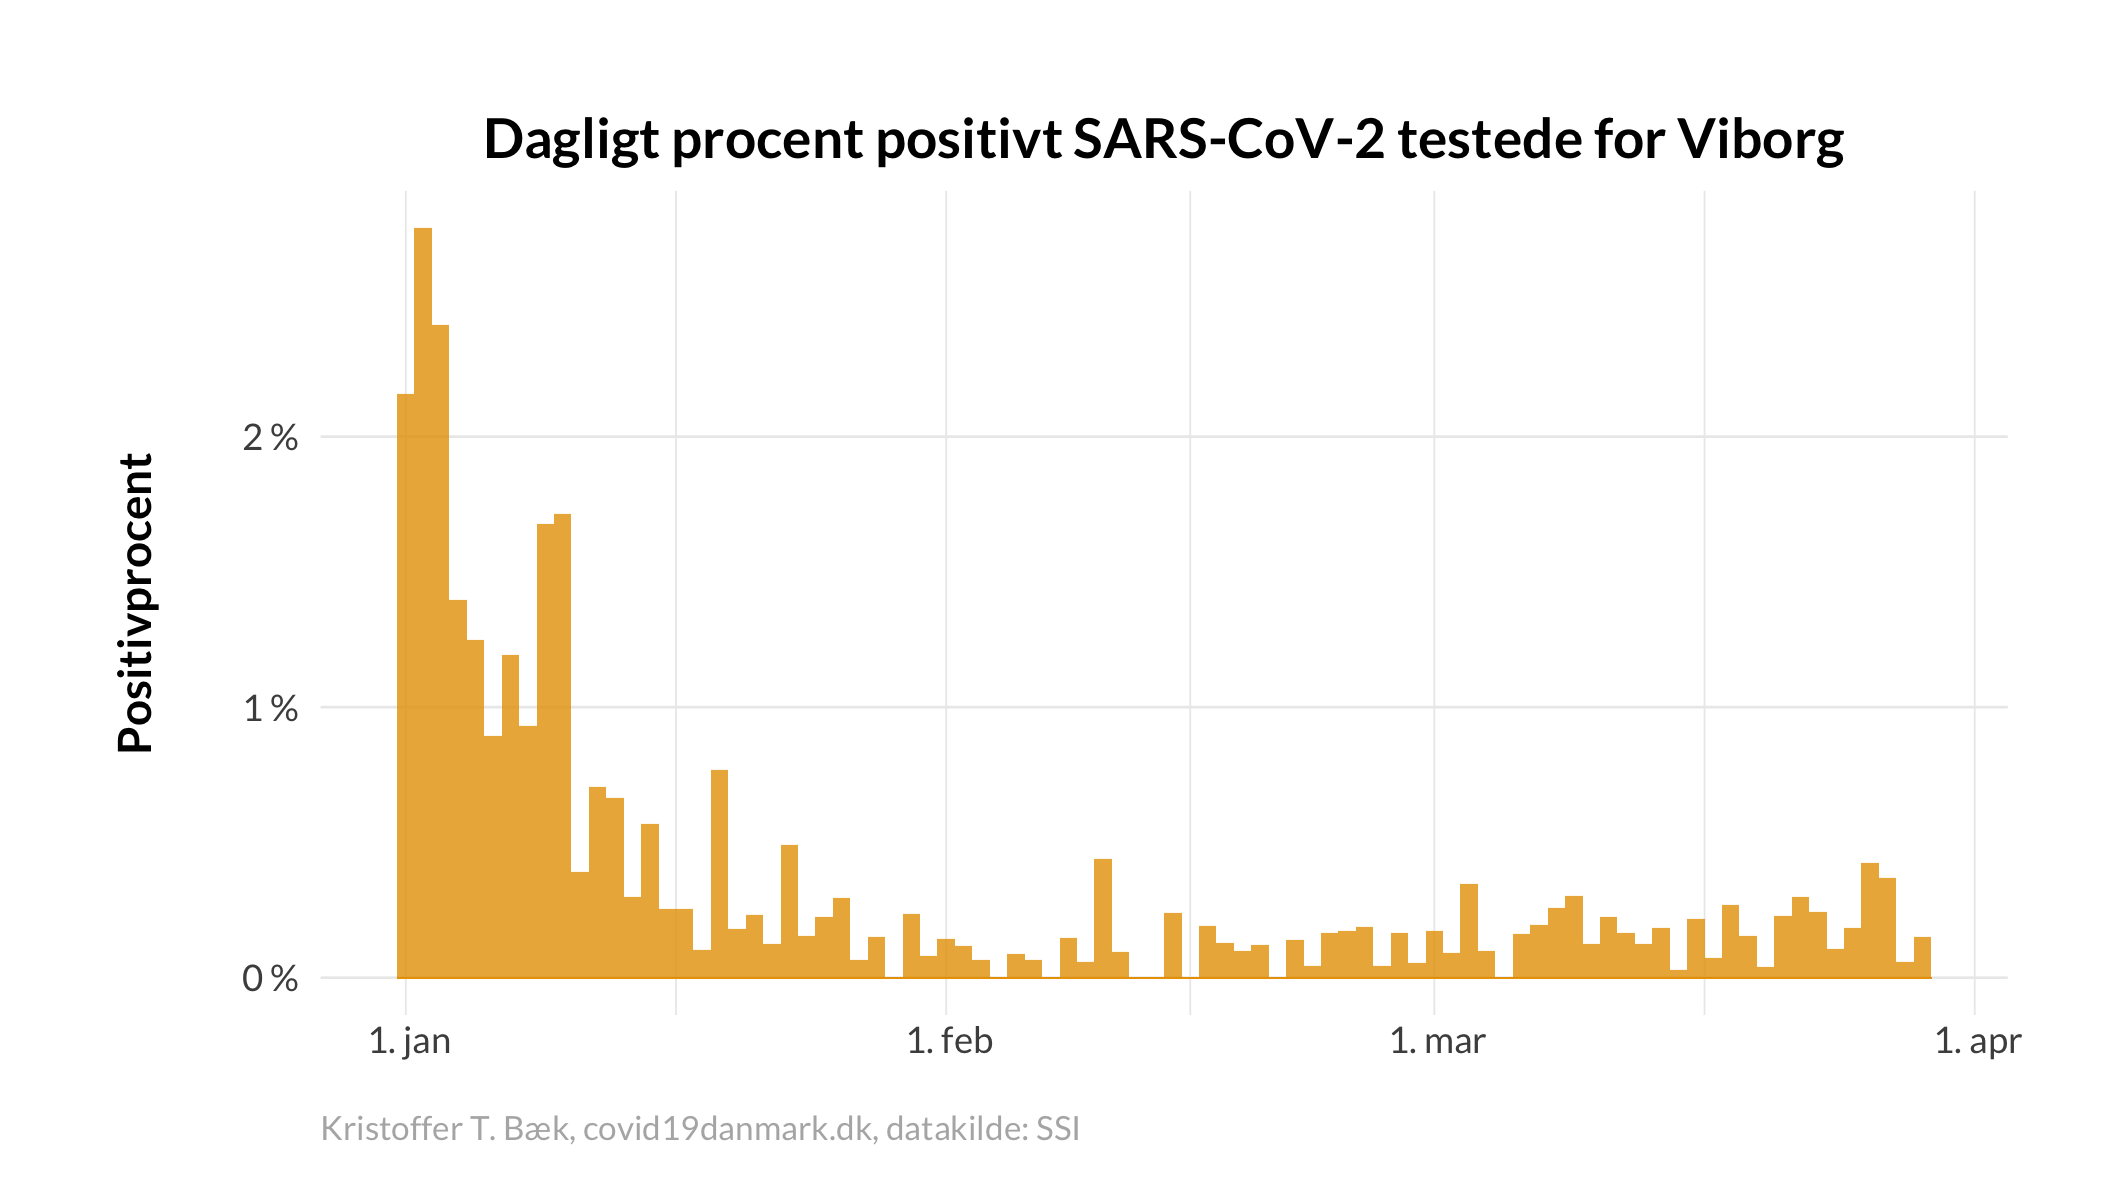 Dagligt procent positivt SARS-CoV-2 testede for Viborg
Positivprocent
2 %
1 %
0 %
1. jan
1. feb
1. mar
1. apr
Kristoffer T. Bæk, covid19danmark.dk, datakilde: SSI